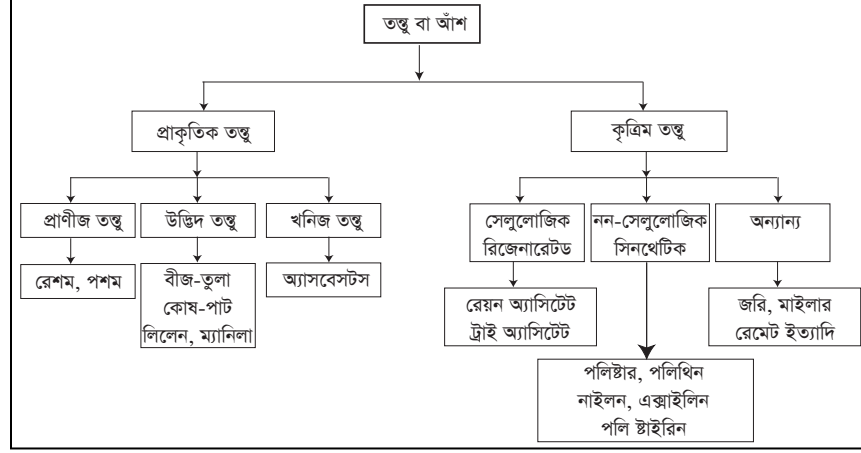 তন্তু বা আঁশ
প্রাকৃতিক তন্তু
কৃত্রিম তন্তু
প্রাণীজ তন্তু
উদ্ভিদ তন্তু
খনিজ তন্তু
সেলুলোজিক
রিজেনারেটড
নন-সেলুলোজিক
সিনথেটিক
অন্যান্য
রেশম, পশম
বীজ-তুলা
কোষ-পাট
লিলেন, ম্যানিলা
অ্যাসবেসটস
রেয়ন অ্যাসিটেট
ট্রাই অ্যাসিটেট
জরি, মাইলার
রেমেট ইত্যাদি
পলিষ্টার, পলিথিন
নাইলন, এক্সাইলিন
পলি ষ্টাইরিন